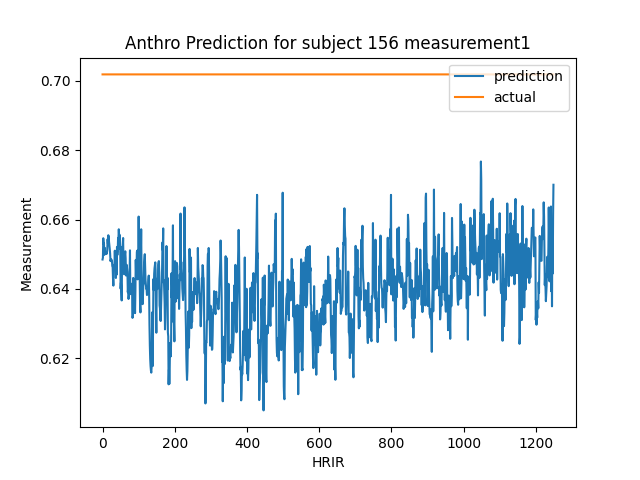 Anthro Prediction for subject 156 measurement1
prediction
actual
0.70
0.68
0.66
0.64
0.62
Measurement
0
200
400
600
800
1000
1200
HRIR